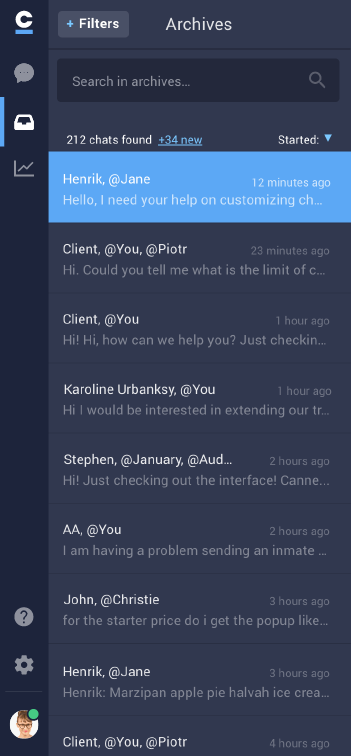 + Filters
Archives
Search in archives...
212 chats found +34 new
Started:
Henrik, @Jane
12 minutes ago
Hello, I need your help on customizing ch...
Client, @You, @Piotr
23 minutes ago
Hi. Could you tell me what is the limit of c...
Client, @You
1 hour ago
Hi! Hi, how can we help you? Just checkin...
Karoline Urbanksy, @You
1 hour ago
Hi I would be interested in extending our tr...
Stephen, @January, @Aud...
2 hours ago
Hi! Just checking out the interface! Canne...
AA, @You
2 hours ago
I am having a problem sending an inmate ...
John, @Christie
3 hours ago
for the starter price do i get the popup like...
Henrik, @Jane
3 hours ago
Henrik: Marzipan apple pie halvah ice crea...
Client, @You, @Piotr
4 hours ago